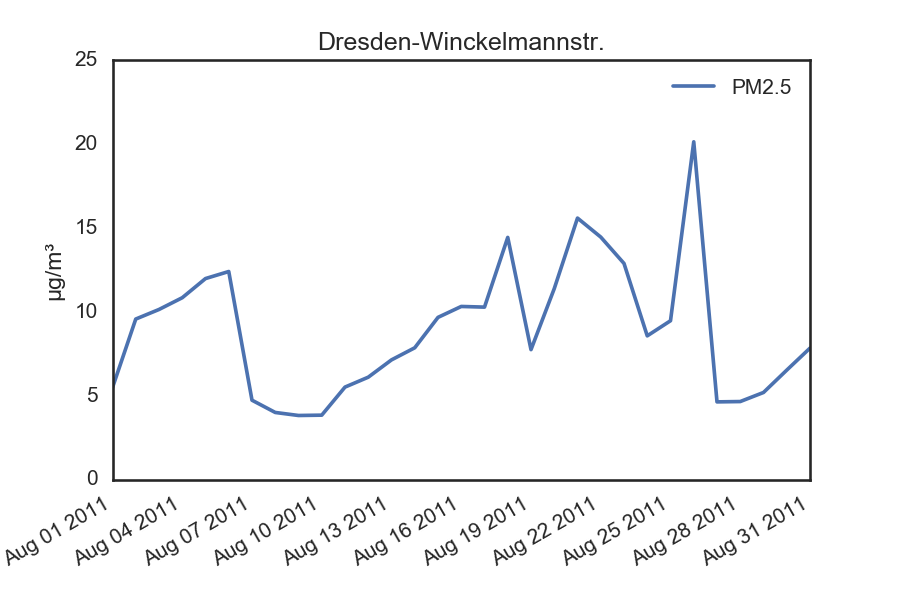 Dresden-Winckelmannstr.
25
PM2.5
20
15
µg/m³
10
5
0
Aug 01 2011
Aug 04 2011
Aug 07 2011
Aug 10 2011
Aug 13 2011
Aug 16 2011
Aug 19 2011
Aug 22 2011
Aug 25 2011
Aug 28 2011
Aug 31 2011